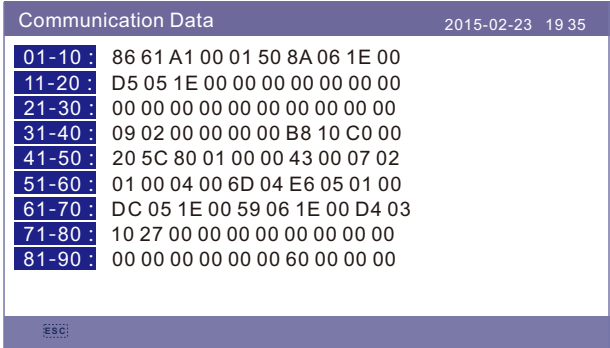 Communication Data 2015-02-23 19 35
01-10 : 86 61 A1 00 01 50 8A 06 1E 00
11-20 : D5 05 1E 00 00 00 00 00 00 00
21-30 : 00 00 00 00 00 00 00 00 00 00
31-40 : 09 02 00 00 00 00 B8 10 C0 00
41-50 : 20 5C 80 01 00 00 43 00 07 02
51-60 : 01 00 04 00 6D 04 E6 05 01 00
61-70 : DC 05 1E 00 59 06 1E 00 D4 03
71-80 : 10 27 00 00 00 00 00 00 00 00
81-90 : 00 00 00 00 00 00 60 00 00 00
ESC